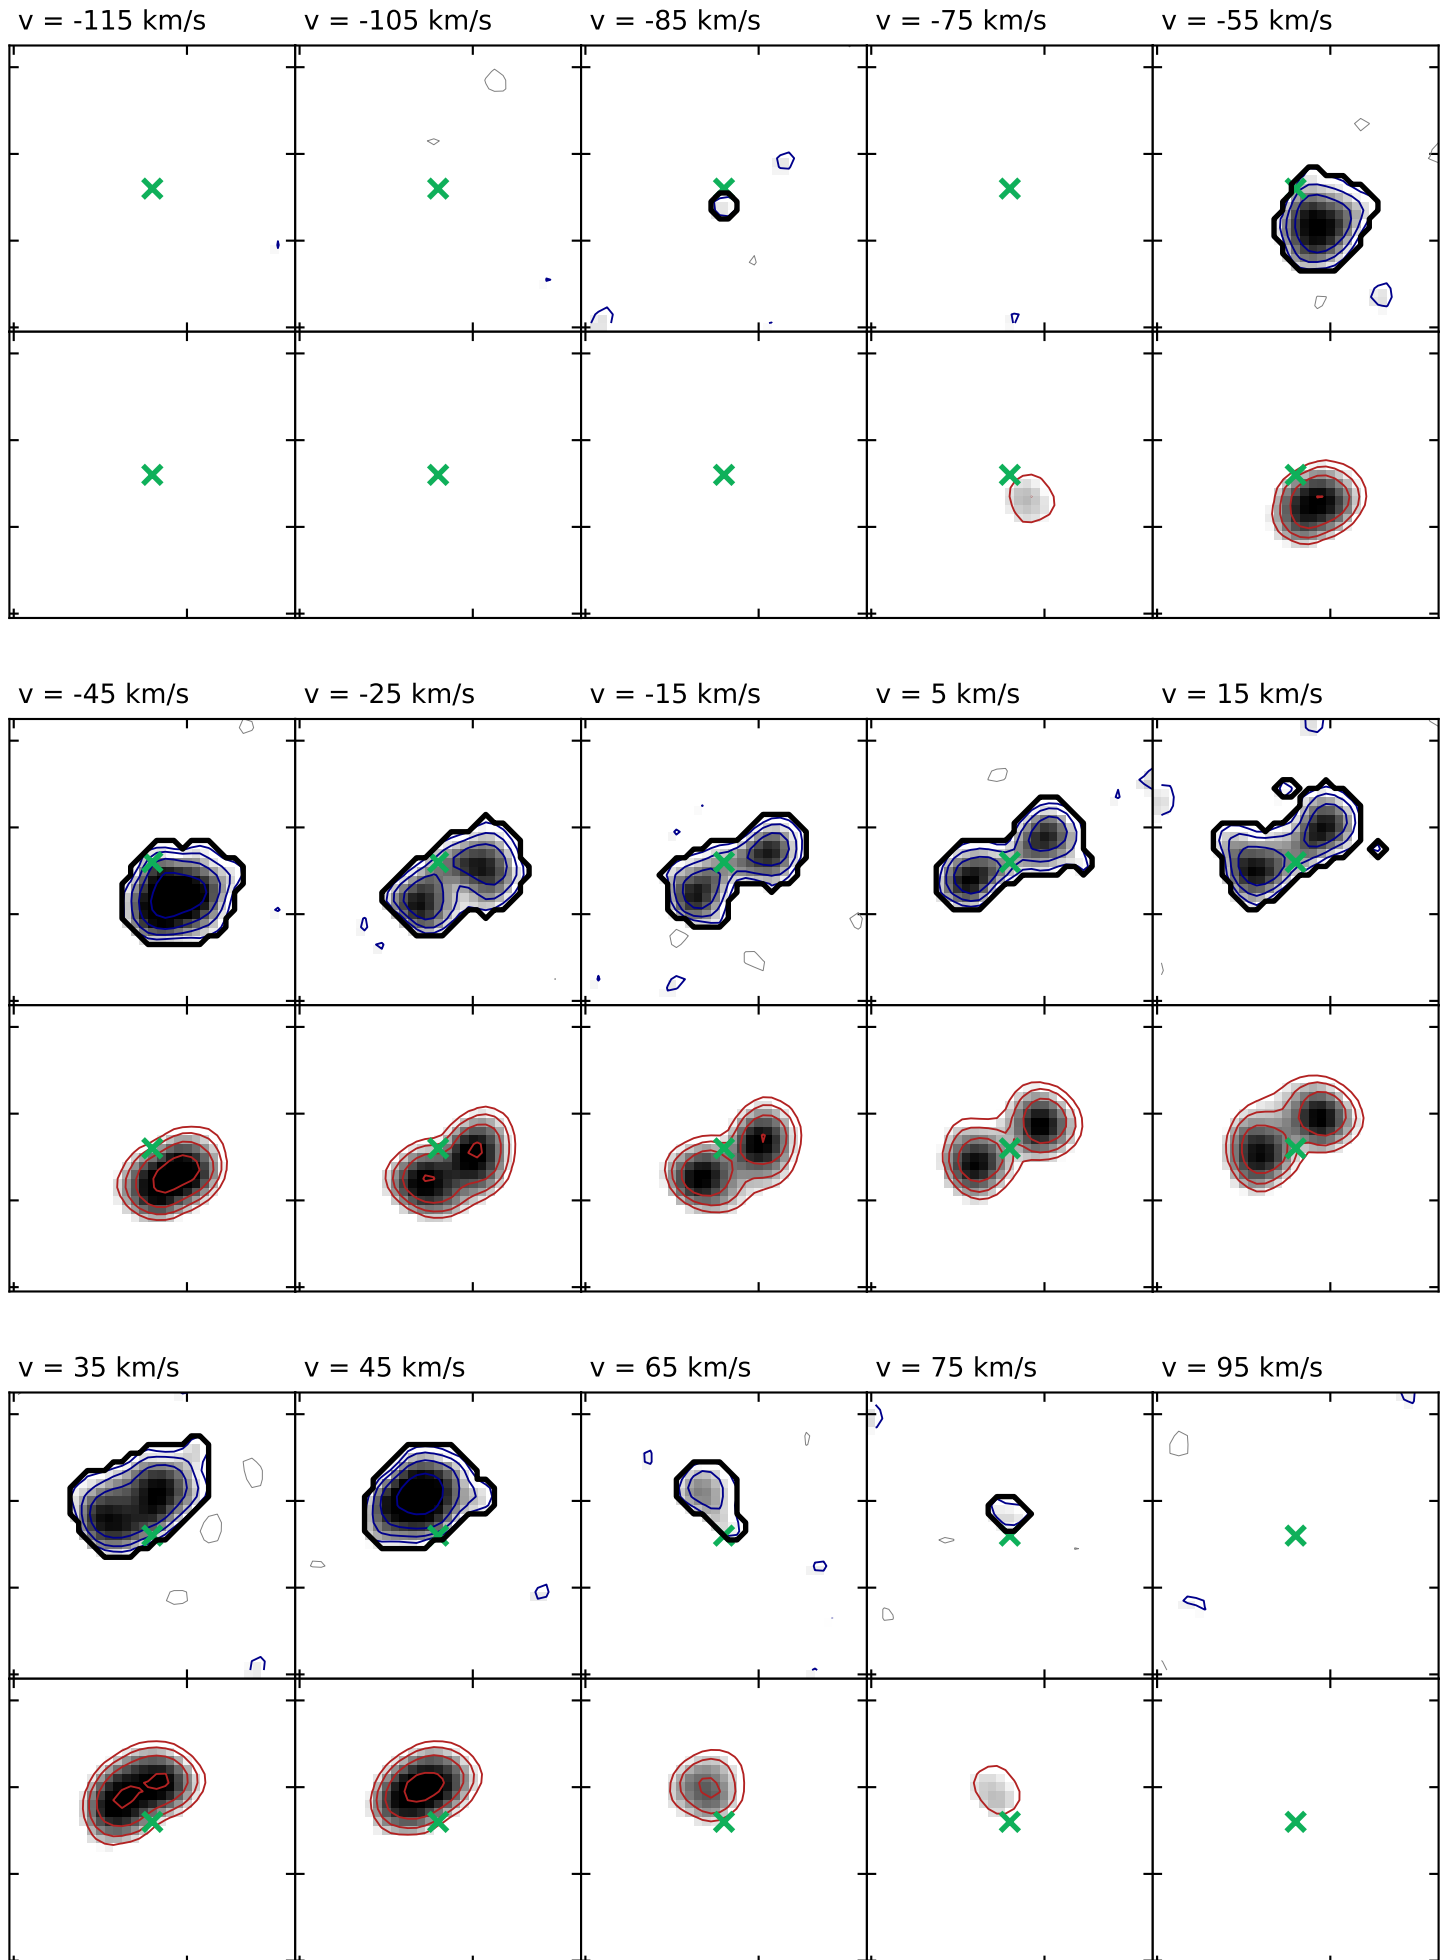 v = -115 km/s
v = -105 km/s
v = -85 km/s
v = -75 km/s
v = -55 km/s
v = -45 km/s
v = -25 km/s
v = -15 km/s
v = 5 km/s
v = 15 km/s
v = 35 km/s
v = 45 km/s
v = 65 km/s
v = 75 km/s
v = 95 km/s